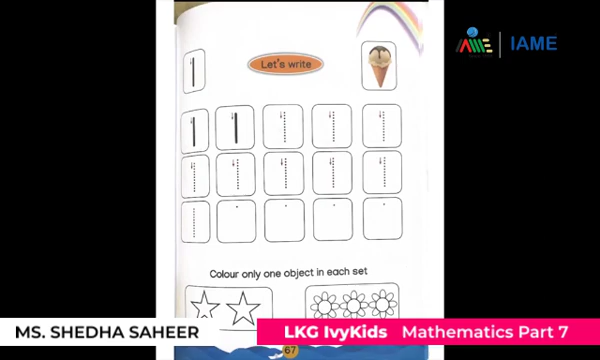 Let's write
IAME
Colour only one object in each set
MS. SHEDHA SAHEER
LKG IvyKids Mathematics Part 7
67